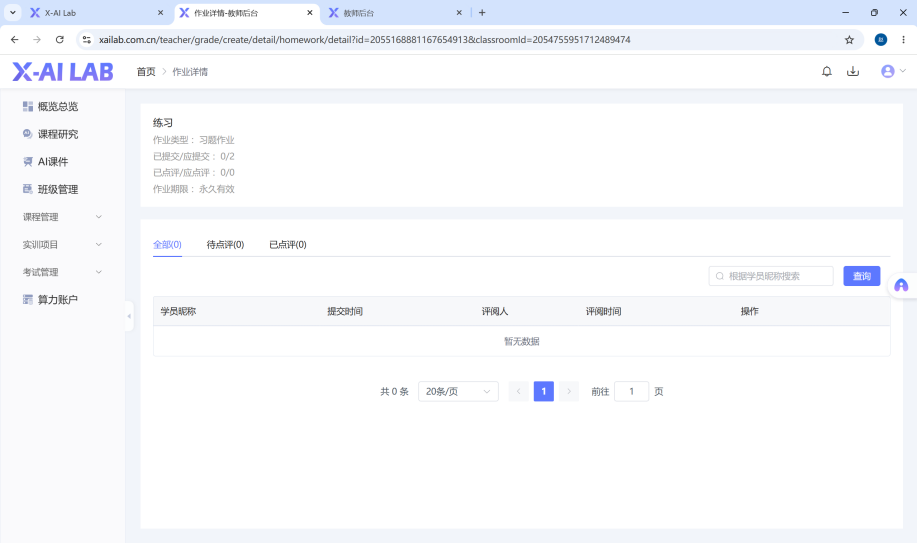 X-AI Lab
作业详情-教师后台
教师后台
xailab.com.cn/teacher/grade/create/detail/homework/detail?id=2055168881167654913&classroomId=2054755951712489474
X-AI LAB
首页 > 作业详情
概览总览
课程研究
AI课件
班级管理
课程管理
实训项目
考试管理
算力账户
练习
作业类型： 习题作业
已提交/应提交： 0/2
已点评/应点评： 0/0
作业期限： 永久有效
全部(0) 待点评(0) 已点评(0)
根据学员昵称搜索 查询
学员昵称 提交时间 评阅人 评阅时间 操作
暂无数据
共 0 条 20条/页 1 前往 1 页